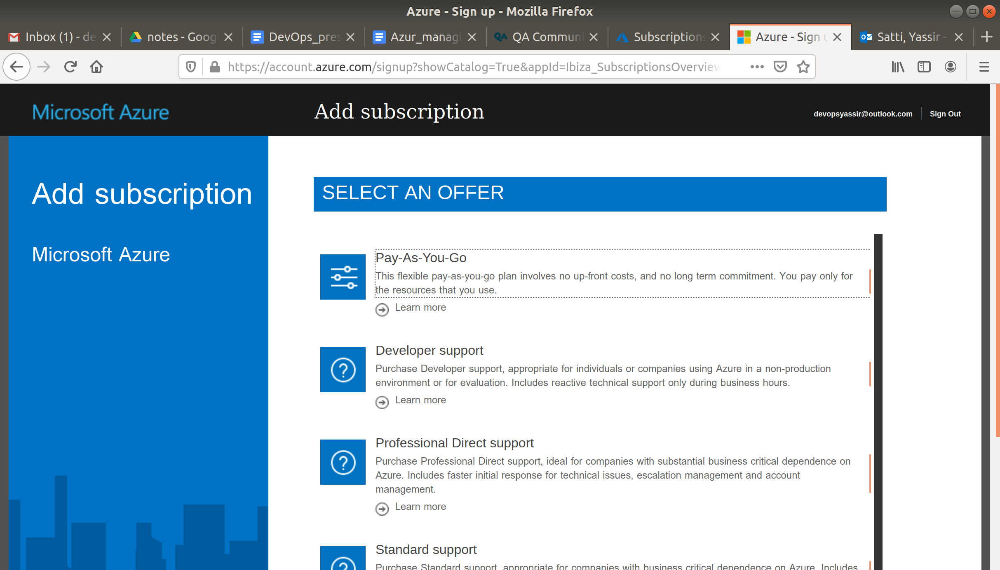 Azure - Sign up - Mozilla Firefox
Inbox (1) - de
notes - Googl
DevOps_pres
Azur_managi
QA Communi
Subscriptions
Azure - Sign u
Satti, Yassir -
https://account.azure.com/signup?showCatalog=True&appId=Ibiza_SubscriptionsOverview
Microsoft Azure
Add subscription
devopsyassir@outlook.com
Sign Out
Add subscription
Microsoft Azure
SELECT AN OFFER
Pay-As-You-Go
This flexible pay-as-you-go plan involves no up-front costs, and no long term commitment. You pay only for
the resources that you use.
Learn more
Developer support
Purchase Developer support, appropriate for individuals or companies using Azure in a non-production
environment or for evaluation. Includes reactive technical support only during business hours.
Learn more
Professional Direct support
Purchase Professional Direct support, ideal for companies with substantial business critical dependence on
Azure. Includes faster initial response for technical issues, escalation management and account
management.
Learn more
Standard support
Purchase Standard support, appropriate for companies with business critical dependence on Azure. Includes